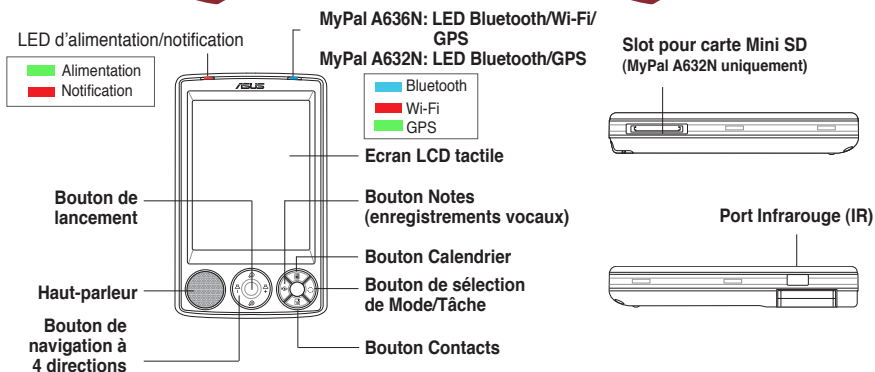 MyPal A636N: LED Bluetooth/Wi-Fi/
GPS
MyPal A632N: LED Bluetooth/GPS
LED d'alimentation/notification
Alimentation
Notification
Bluetooth
Wi-Fi
GPS
Slot pour carte Mini SD
(MyPal A632N uniquement)
ASUS
Ecran LCD tactile
Bouton de
lancement
Bouton Notes
(enregistrements vocaux)
Port Infrarouge (IR)
Bouton Calendrier
Haut-parleur
Bouton de sélection
de Mode/Tâche
Bouton de
navigation à
4 directions
Bouton Contacts